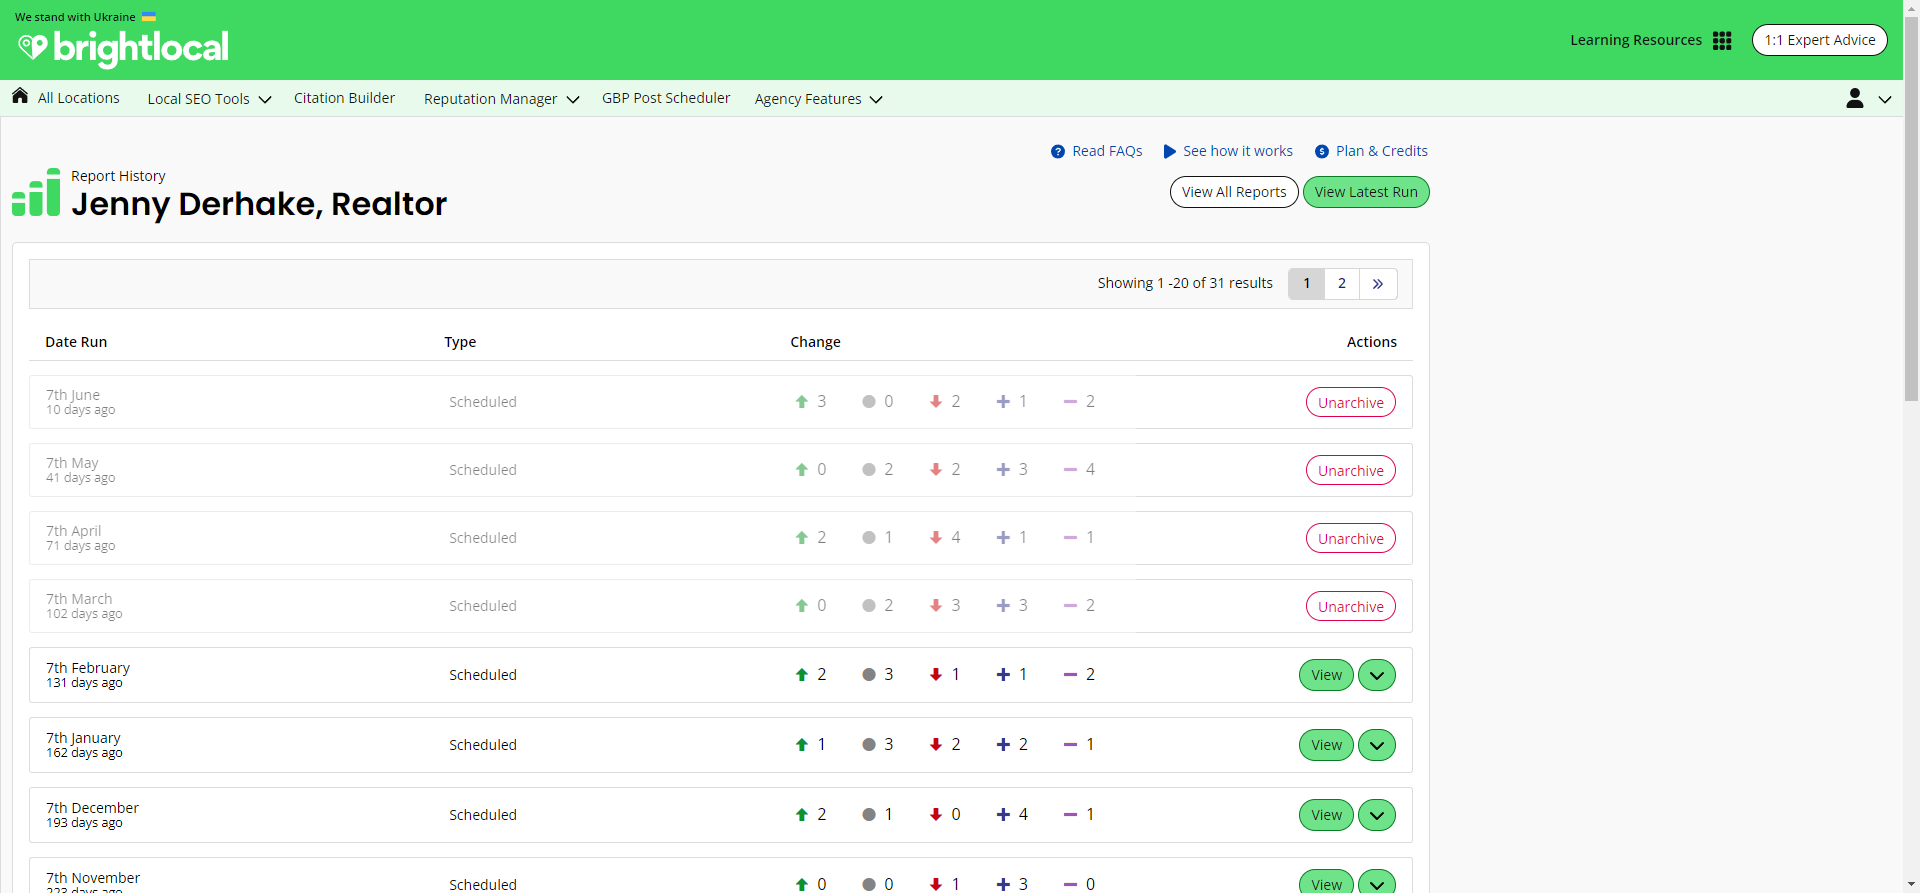 We stand with Ukraine
brightlocal
Learning Resources
1:1 Expert Advice
All Locations
Local SEO Tools
Citation Builder
Reputation Manager
GBP Post Scheduler
Agency Features
Read FAQs
See how it works
Plan & Credits
Report History
Jenny Derhake, Realtor
View All Reports
View Latest Run
Showing 1 -20 of 31 results
1 2 »
Date Run Type Change Actions
7th June
10 days ago
Scheduled 3 0 2 1 2 Unarchive
7th May
41 days ago
Scheduled 0 2 2 3 4 Unarchive
7th April
71 days ago
Scheduled 2 1 4 1 1 Unarchive
7th March
102 days ago
Scheduled 0 2 3 3 2 Unarchive
7th February
131 days ago
Scheduled 2 3 1 1 2 View
7th January
162 days ago
Scheduled 1 3 2 2 1 View
7th December
193 days ago
Scheduled 2 1 0 4 1 View
7th November
223 days ago
Scheduled 0 0 1 3 0 View